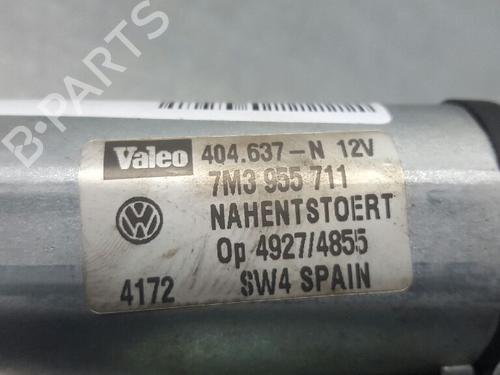 B-PARTS
Valeo 404.637-N 12V
7M3 955 711
NAHENTSTOERT
Op 4927/4855
4172 SW4 SPAIN